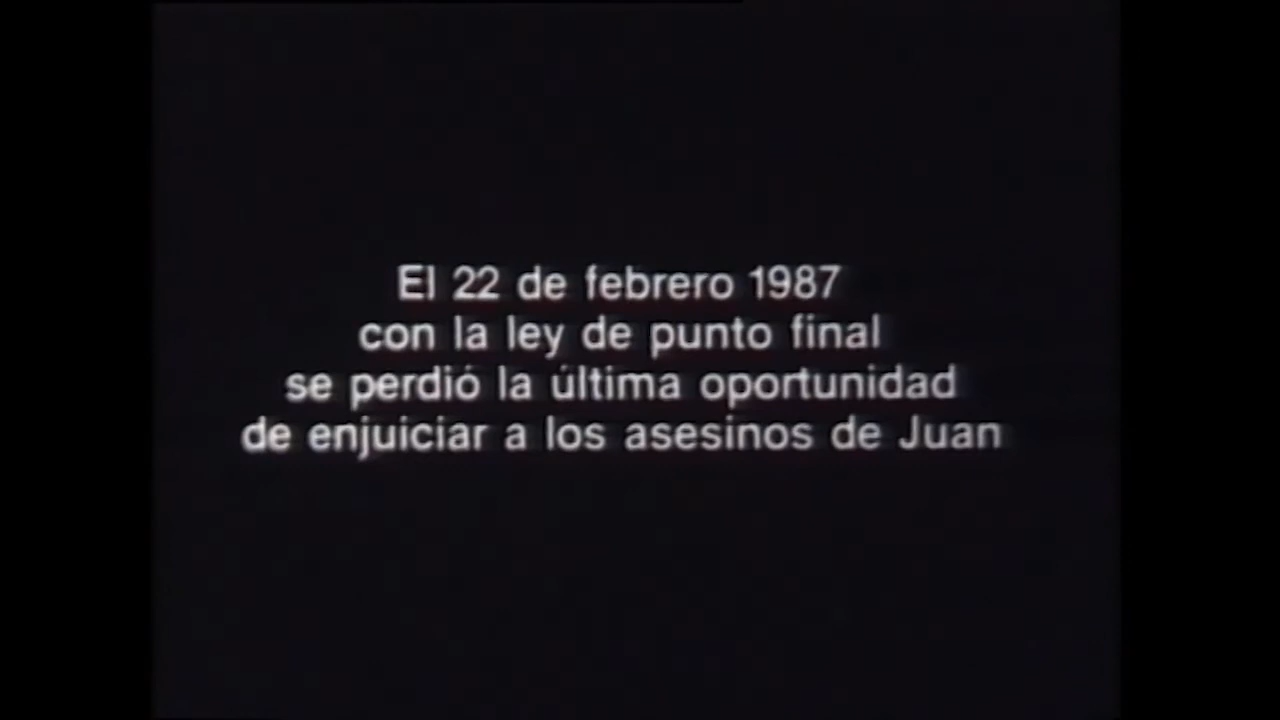 El 22 de febrero 1987
con la ley de punto final
se perdió la última oportunidad
de enjuiciar a los asesinos de Juan